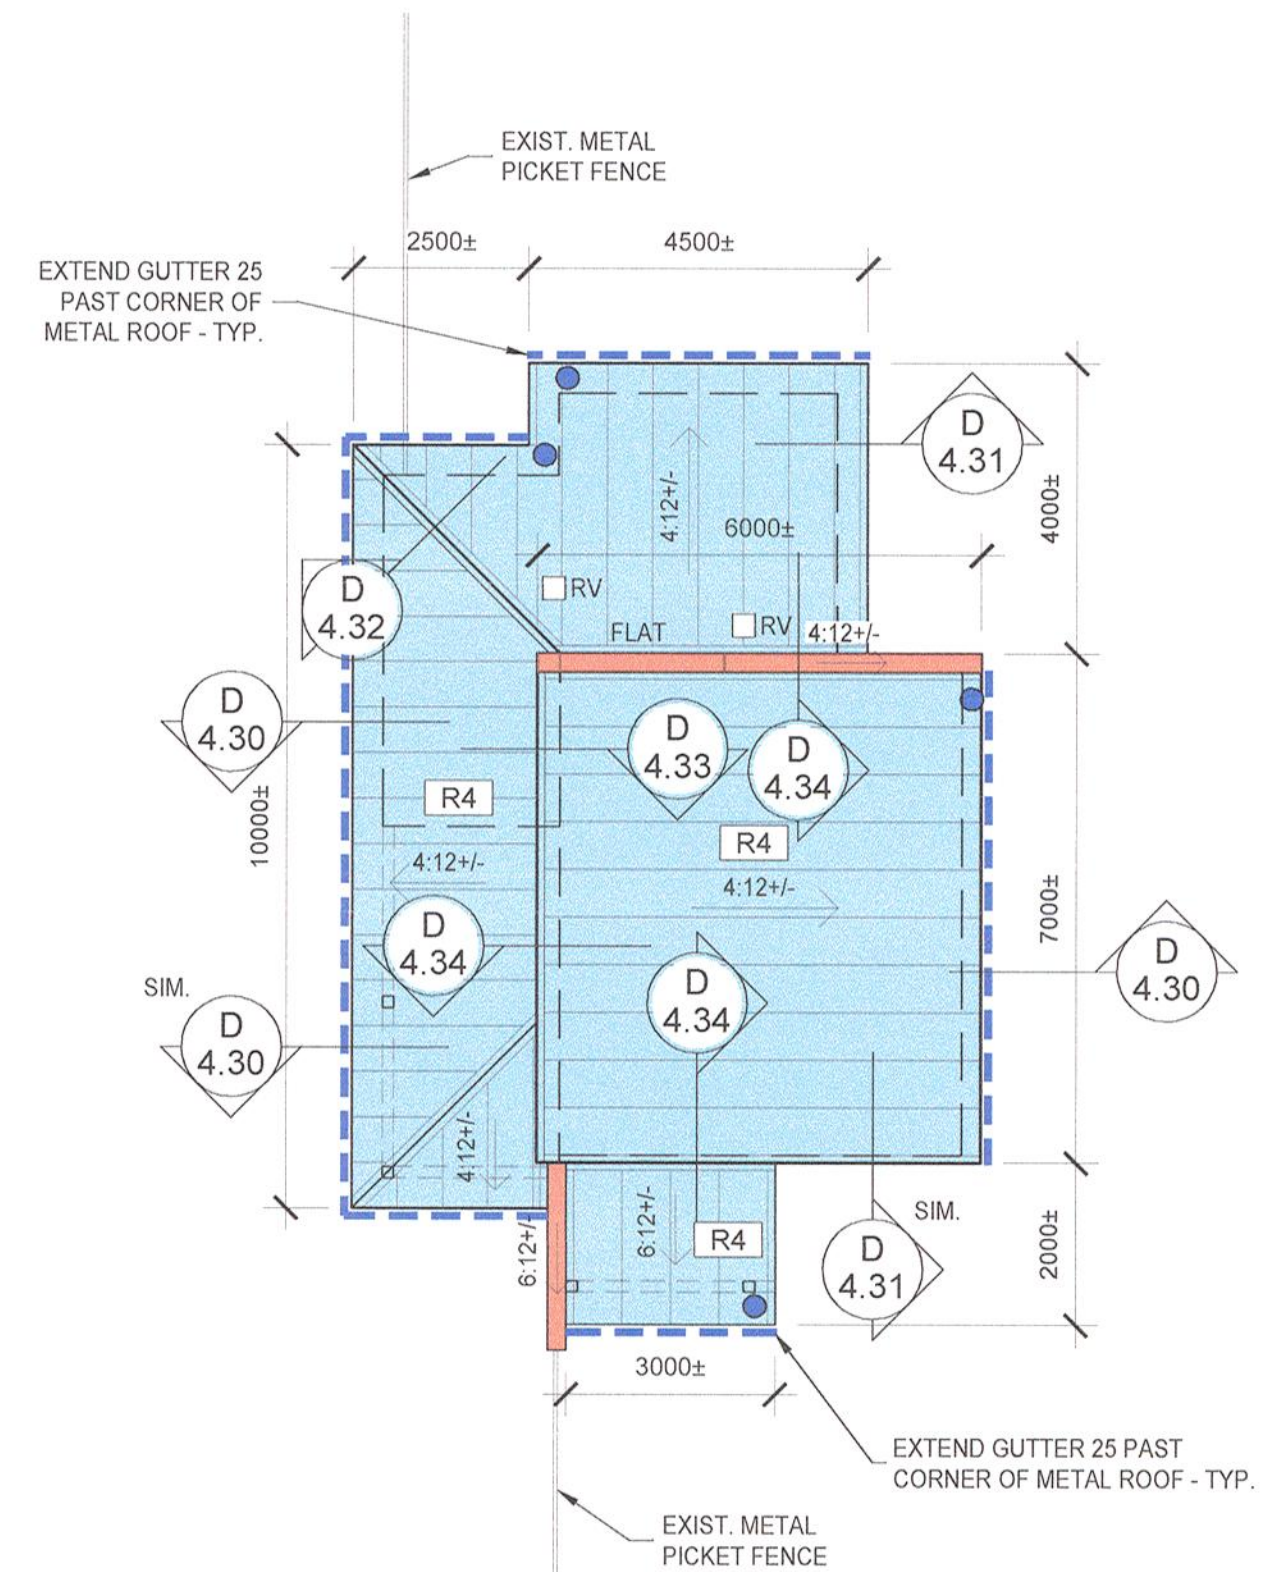 EXIST. METAL
PICKET FENCE
2500±
4500±
EXTEND GUTTER 25
PAST CORNER OF
METAL ROOF - TYP.
D
4.31
4:12+/-
4000±
6000±
D
4.32
RV
RV
FLAT
4:12+/-
D
4.30
D
4.33
D
4.34
R4
R4
10000±
4:12+/-
4:12+/-
7000±
D
4.34
D
4.34
D
4.30
SIM.
D
4.30
4:12+/-
6:12+/-
6:12+/-
R4
SIM.
D
4.31
2000±
3000±
EXTEND GUTTER 25 PAST
CORNER OF METAL ROOF - TYP.
EXIST. METAL
PICKET FENCE